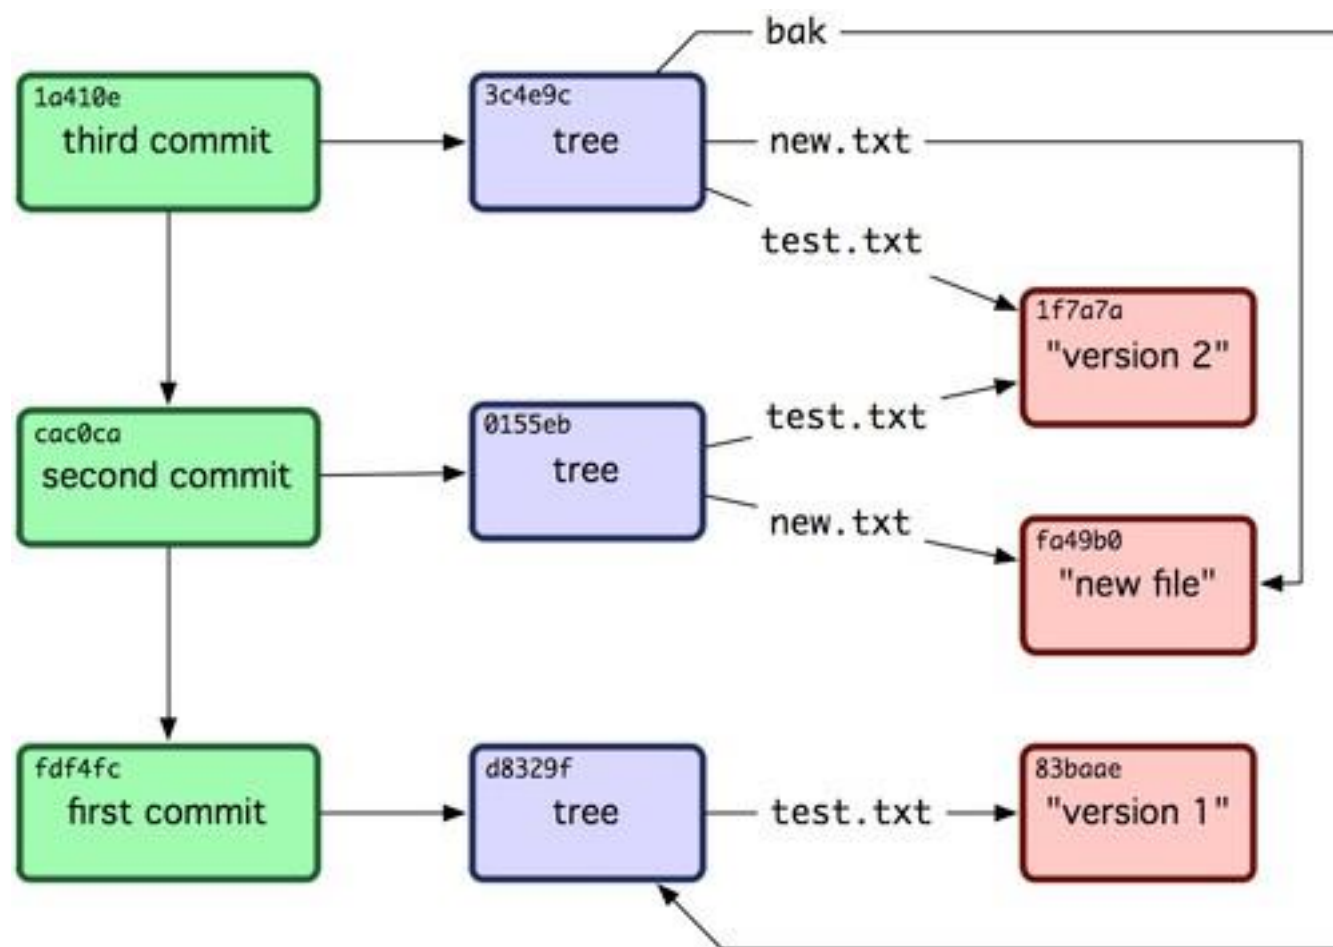 bak
1a410e
third commit
3c4e9c
tree
new.txt
test.txt
1f7a7a
"version 2"
cac0ca
second commit
0155eb
tree
test.txt
new.txt
fa49b0
"new file"
fdf4fc
first commit
d8329f
tree
test.txt
83baae
"version 1"